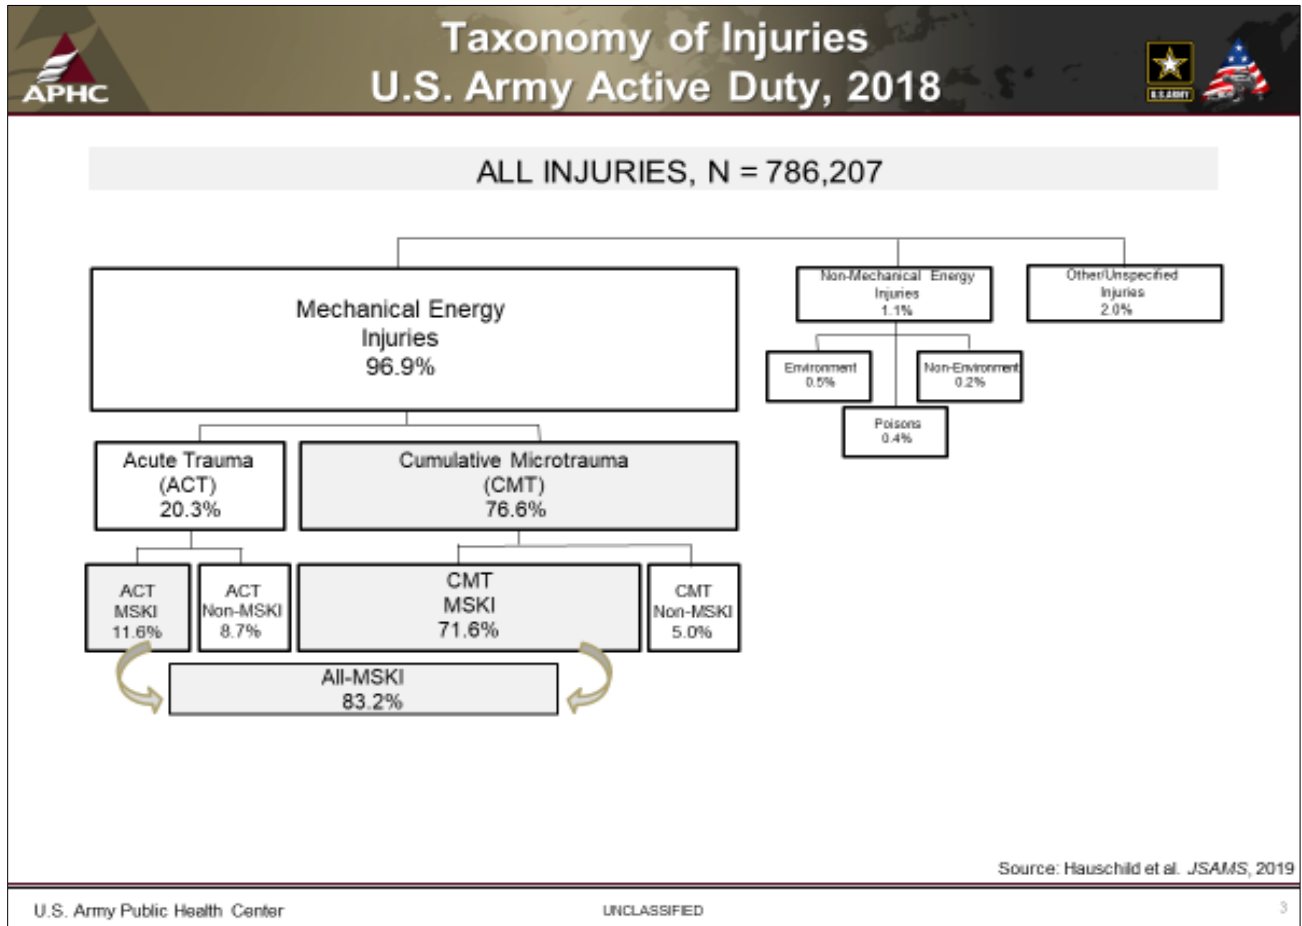 Taxonomy of Injuries
U.S. Army Active Duty, 2018
APHC
U.S.ARMY
ALL INJURIES, N = 786,207
Mechanical Energy
Injuries
96.9%
Non-Mechanical Energy
Injuries
1.1%
Other/Unspecified
Injuries
2.0%
Environment
0.5%
Non-Environment
0.2%
Poisons
0.4%
Acute Trauma
(ACT)
20.3%
Cumulative Microtrauma
(CMT)
76.6%
ACT
MSKI
11.6%
ACT
Non-MSKI
8.7%
CMT
MSKI
71.6%
CMT
Non-MSKI
5.0%
All-MSKI
83.2%
Source: Hauschild et al. JSAMS, 2019
U.S. Army Public Health Center
UNCLASSIFIED
3